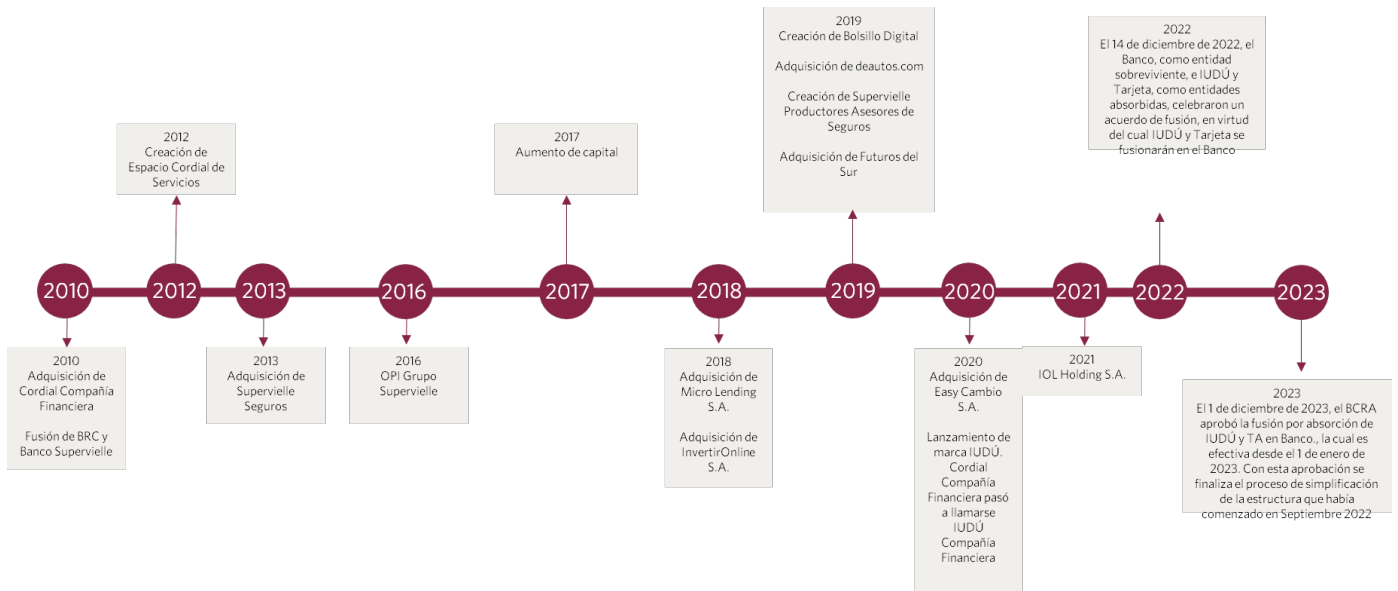 2012
Creación de
Espacio Cordial de
Servicios
2017
Aumento de capital
2019
Creación de Bolsillo Digital
Adquisición de deautos.com
Creación de Supervielle
Productores Asesores de
Seguros
Adquisición de Futuros del
Sur
2022
El 14 de diciembre de 2022, el
Banco, como entidad
sobreviviente, e IUDÚ y
Tarjeta, como entidades
absorbidas, celebraron un
acuerdo de fusión, en virtud
del cual IUDÚ y Tarjeta se
fusionarán en el Banco
2010
2012
2013
2016
2017
2018
2019
2020
2021
2022
2023
2010
Adquisición de
Cordial Compañía
Financiera
Fusión de BRC y
Banco Supervielle
2013
Adquisición de
Supervielle
Seguros
2016
OPI Grupo
Supervielle
2018
Adquisición de
Micro Lending
S.A.
Adquisición de
InvertirOnline
S.A.
2020
Adquisición de
Easy Cambio
S.A.
Lanzamiento de
marca IUDÚ.
Cordial
Compañía
Financiera pasó
a llamarse
IUDÚ
Compañía
Financiera
2021
IOL Holding S.A.
2023
El 1 de diciembre de 2023, el BCRA
aprobó la fusión por absorción de
IUDÚ y TA en Banco., la cual es
efectiva desde el 1 de enero de
2023. Con esta aprobación se
finaliza el proceso de simplificación
de la estructura que había
comenzado en Septiembre 2022